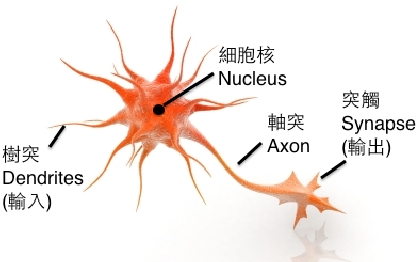 細胞核
Nucleus
突觸
Synapse
(輸出)
軸突
Axon
樹突
Dendrites
(輸入)